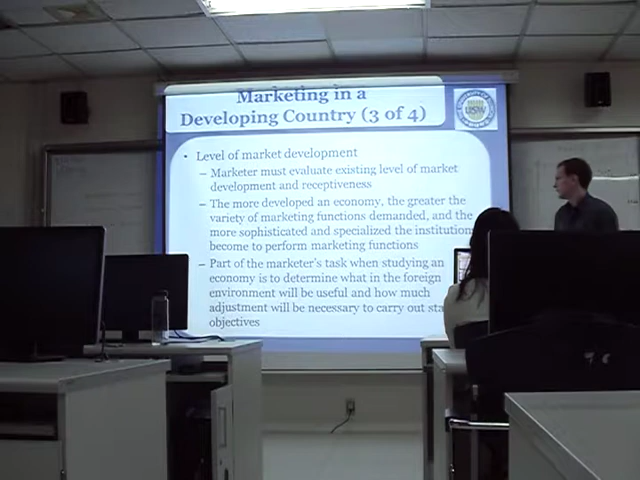 Marketing in a
Developing Country (3 of 4)
• Level of market development
– Marketer must evaluate existing level of market
development and receptiveness
– The more developed an economy, the greater the
variety of marketing functions demanded, and the
more sophisticated and specialized the institution
become to perform marketing functions
– Part of the marketer's task when studying an
economy is to determine what in the foreign
environment will be useful and how much
adjustment will be necessary to carry out sta
objectives